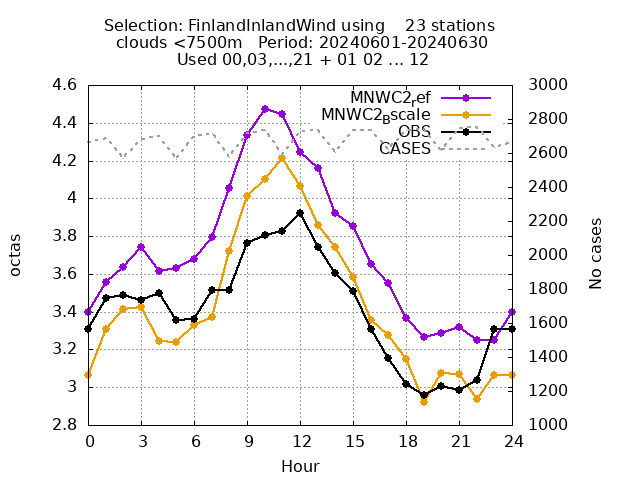 Selection: FinlandInlandWind using    23 stations
clouds <7500m   Period: 20240601-20240630
Used 00,03,...,21 + 01 02 ... 12
MNWC2_ref
MNWC2_Bscale
OBS
CASES
octas
4.6
4.4
4.2
4
3.8
3.6
3.4
3.2
3
2.8
3000
2800
2600
2400
2200
2000
1800
1600
1400
1200
1000
No cases
0 3 6 9 12 15 18 21 24
Hour